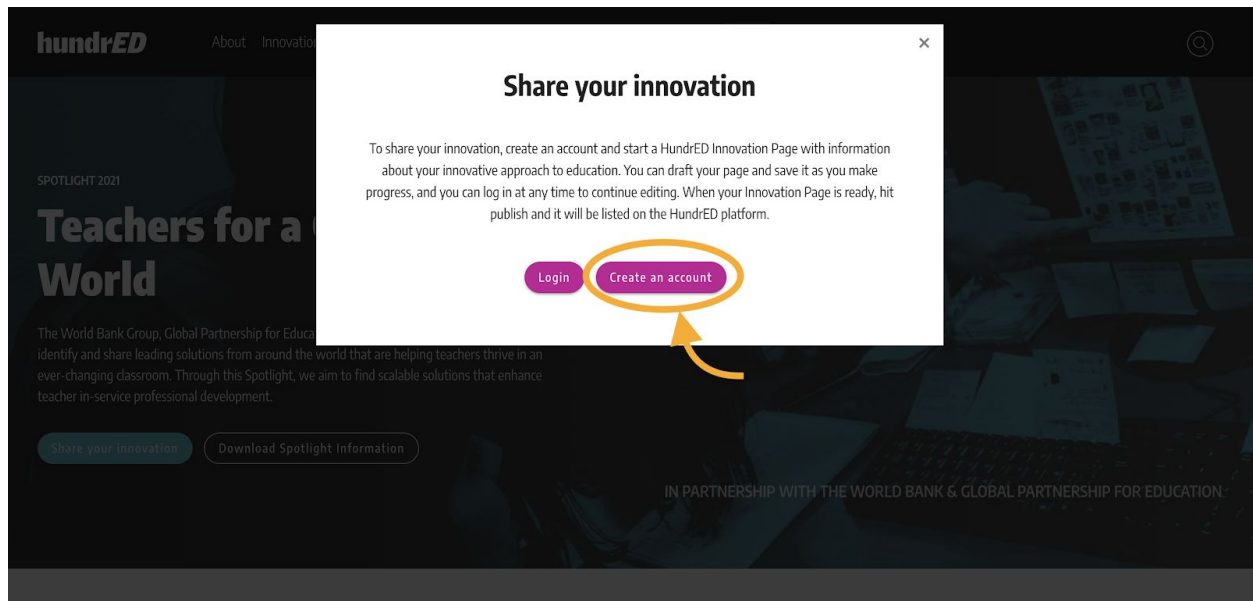 hundrED
About Innovation
×
Share your innovation
To share your innovation, create an account and start a HundrED Innovation Page with information
about your innovative approach to education. You can draft your page and save it as you make
progress, and you can log in at any time to continue editing. When your Innovation Page is ready, hit
publish and it will be listed on the HundrED platform.
Login
Create an account
SPOTLIGHT 2021
Teachers for a
World
The World Bank Group, Global Partnership for
identify and share leading solutions from around the world that are helping teachers thrive in an
ever-changing classroom. Through this Spotlight, we aim to find scalable solutions that enhance
teacher in-service professional development.
Share your innovation
Download Spotlight Information
IN PARTNERSHIP WITH THE WORLD BANK & GLOBAL PARTNERSHIP FOR EDUCATION